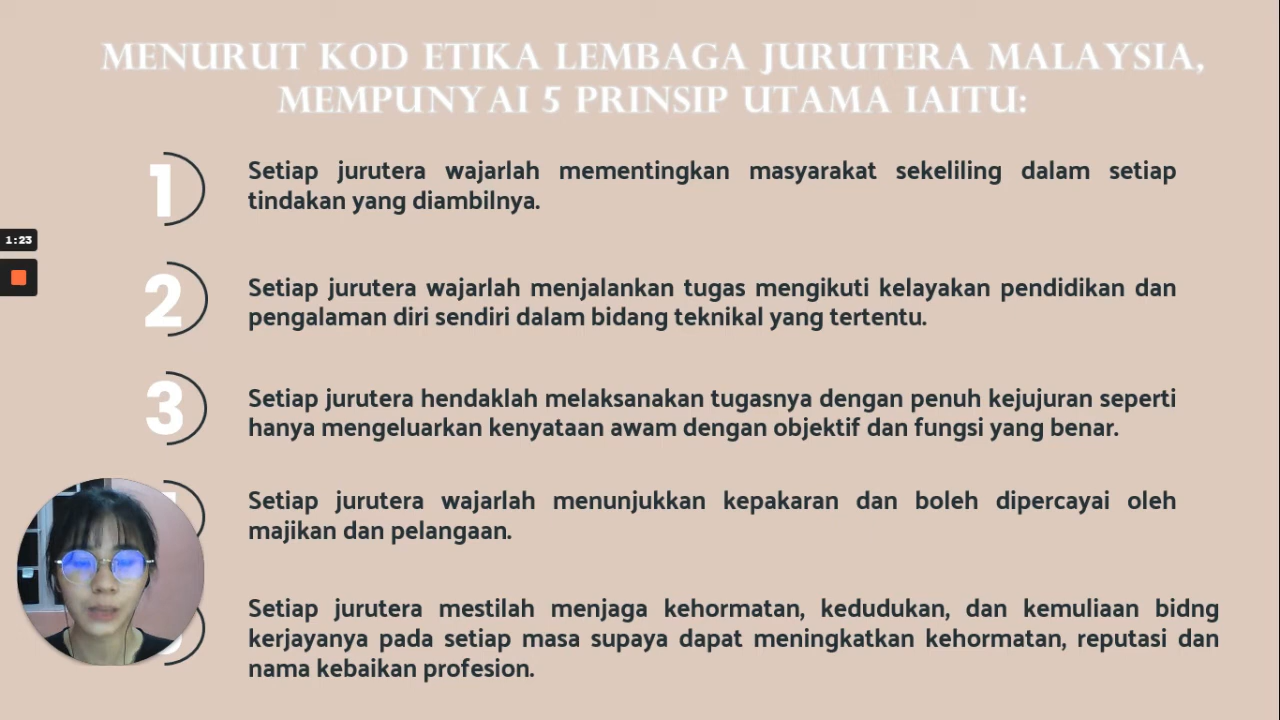 MENURUT KOD ETIKA LEMBAGA JURUTERA MALAYSIA,
MEMPUNYAI 5 PRINSIP UTAMA IAITU:
1
Setiap jurutera wajarlah mementingkan masyarakat sekeliling dalam setiap
tindakan yang diambilnya.
1:23
2
Setiap jurutera wajarlah menjalankan tugas mengikuti kelayakan pendidikan dan
pengalaman diri sendiri dalam bidang teknikal yang tertentu.
3
Setiap jurutera hendaklah melaksanakan tugasnya dengan penuh kejujuran seperti
hanya mengeluarkan kenyataan awam dengan objektif dan fungsi yang benar.
Setiap jurutera wajarlah menunjukkan kepakaran dan boleh dipercayai oleh
majikan dan pelangaan.
Setiap jurutera mestilah menjaga kehormatan, kedudukan, dan kemuliaan bidng
kerjayanya pada setiap masa supaya dapat meningkatkan kehormatan, reputasi dan
nama kebaikan profesion.